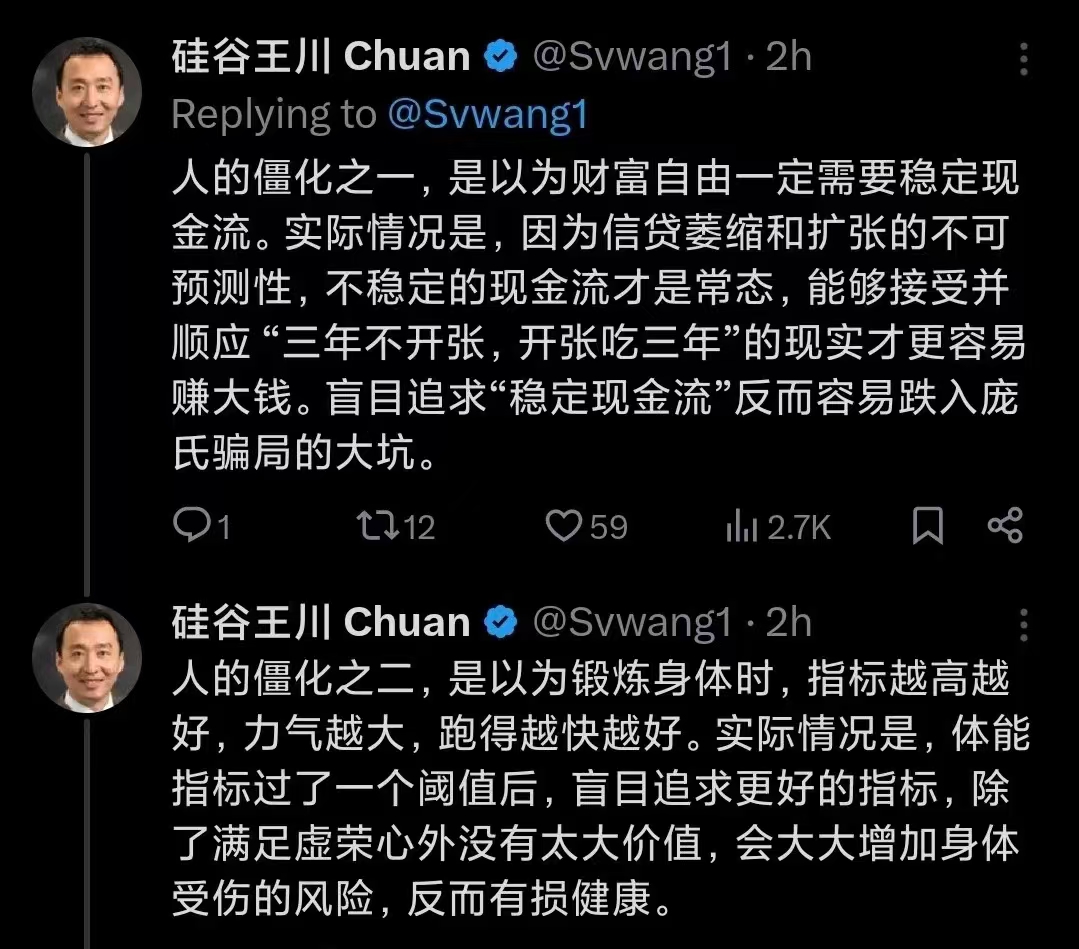 硅谷王川 Chuan @Svwang1 · 2h
Replying to @Svwang1
人的僵化之一，是以为财富自由一定需要稳定现
金流。实际情况是，因为信贷萎缩和扩张的不可
预测性，不稳定的现金流才是常态，能够接受并
顺应“三年不开张，开张吃三年”的现实才更容易
赚大钱。盲目追求“稳定现金流”反而容易跌入庞
氏骗局的大坑。
1 12 59 2.7K
硅谷王川 Chuan @Svwang1 · 2h
人的僵化之二，是以为锻炼身体时，指标越高越
好，力气越大，跑得越快越好。实际情况是，体能
指标过了一个阈值后，盲目追求更好的指标，除
了满足虚荣心外没有太大价值，会大大增加身体
受伤的风险，反而有损健康。